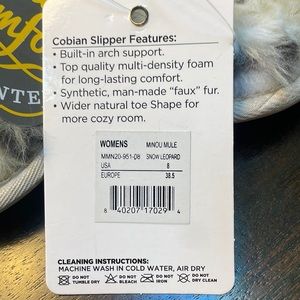 Cobian Slipper Features:
• Built-in arch support.
• Top quality multi-density foam
for long-lasting comfort.
• Synthetic, man-made "faux" fur.
• Wider natural toe Shape for
more cozy room.
WOMENS MINOU MULE
MMN20-951-08 SNOW LEOPARD
USA 8
EUROPE 38.5
8 40207 17029 4
CLEANING INSTRUCTIONS:
MACHINE WASH IN COLD WATER, AIR DRY
DO NOT TUMBLE DRY
DO NOT BLEACH
DO NOT IRON
DO NOT DRY CLEAN